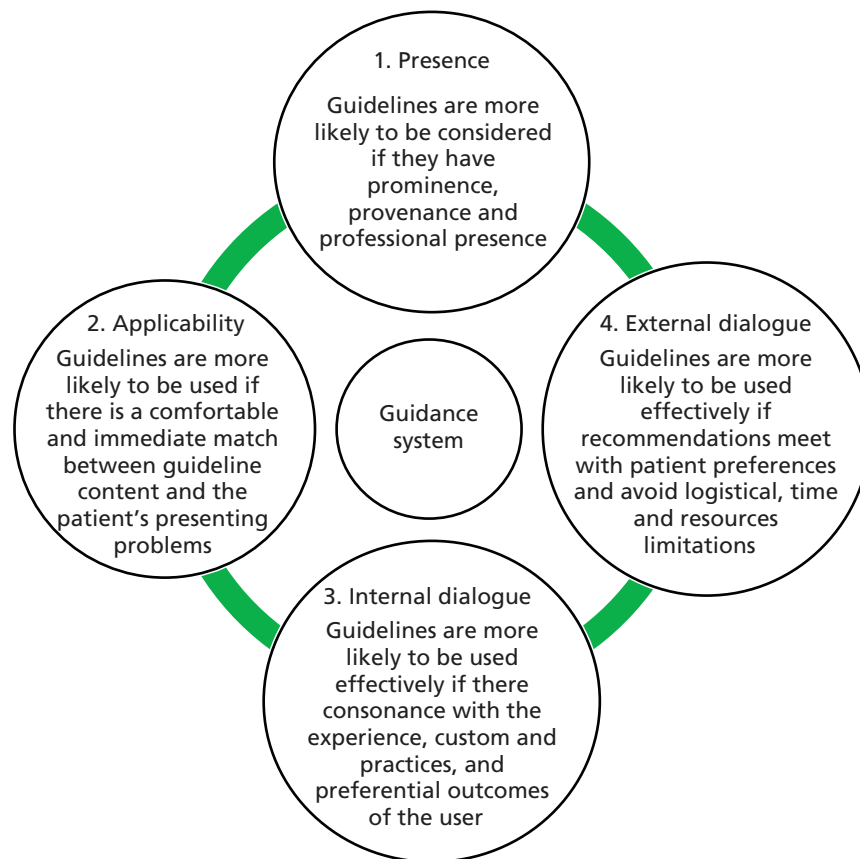 1. Presence
Guidelines are more
likely to be considered
if they have
prominence,
provenance and
professional presence
2. Applicability
Guidelines are more
likely to be used if
there is a comfortable
and immediate match
between guideline
content and the
patient's presenting
problems
Guidance
system
4. External dialogue
Guidelines are more
likely to be used
effectively if
recommendations meet
with patient preferences
and avoid logistical, time
and resources
limitations
3. Internal dialogue
Guidelines are more
likely to be used
effectively if there
consonance with the
experience, custom and
practices, and
preferential outcomes
of the user